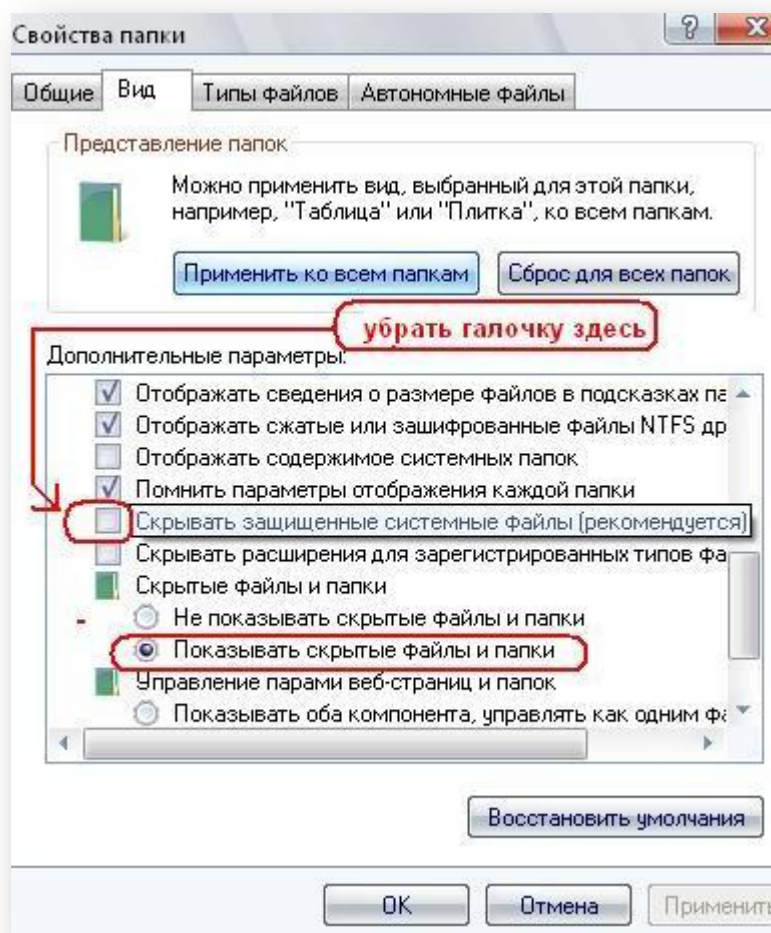 Свойства папки
Общие Вид Типы файлов Автономные файлы
Представление папок
Можно применить вид, выбранный для этой папки,
например, "Таблица" или "Плитка", ко всем папкам.
Применить ко всем папкам Сброс для всех папок
убрать галочку здесь
Дополнительные параметры:
Отображать сведения о размере файлов в подсказках па
Отображать сжатые или зашифрованные файлы NTFS др
Отображать содержимое системных папок
Помнить параметры отображения каждой папки
Скрывать защищенные системные файлы (рекомендуется)
Скрывать расширения для зарегистрированных типов фа
Скрытые файлы и папки
Не показывать скрытые файлы и папки
Показывать скрытые файлы и папки
Управление парами веб-страниц и папок
Показывать оба компонента, управлять как одним фа
Восстановить умолчания
OK Отмена Применить